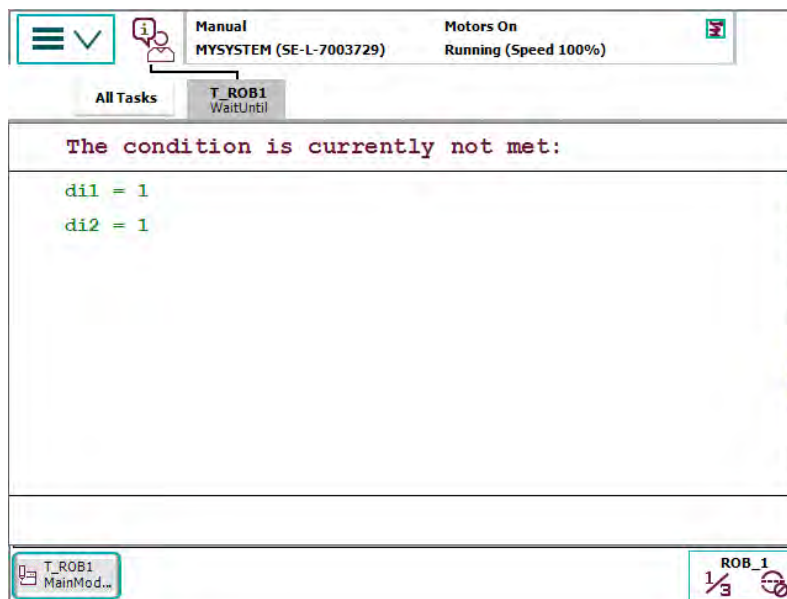 Manual
MYSYSTEM (SE-L-7003729)
Motors On
Running (Speed 100%)
All Tasks
T_ROB1
WaitUntil
The condition is currently not met:
di1 = 1
di2 = 1
T_ROB1
MainMod...
ROB_1
1/3